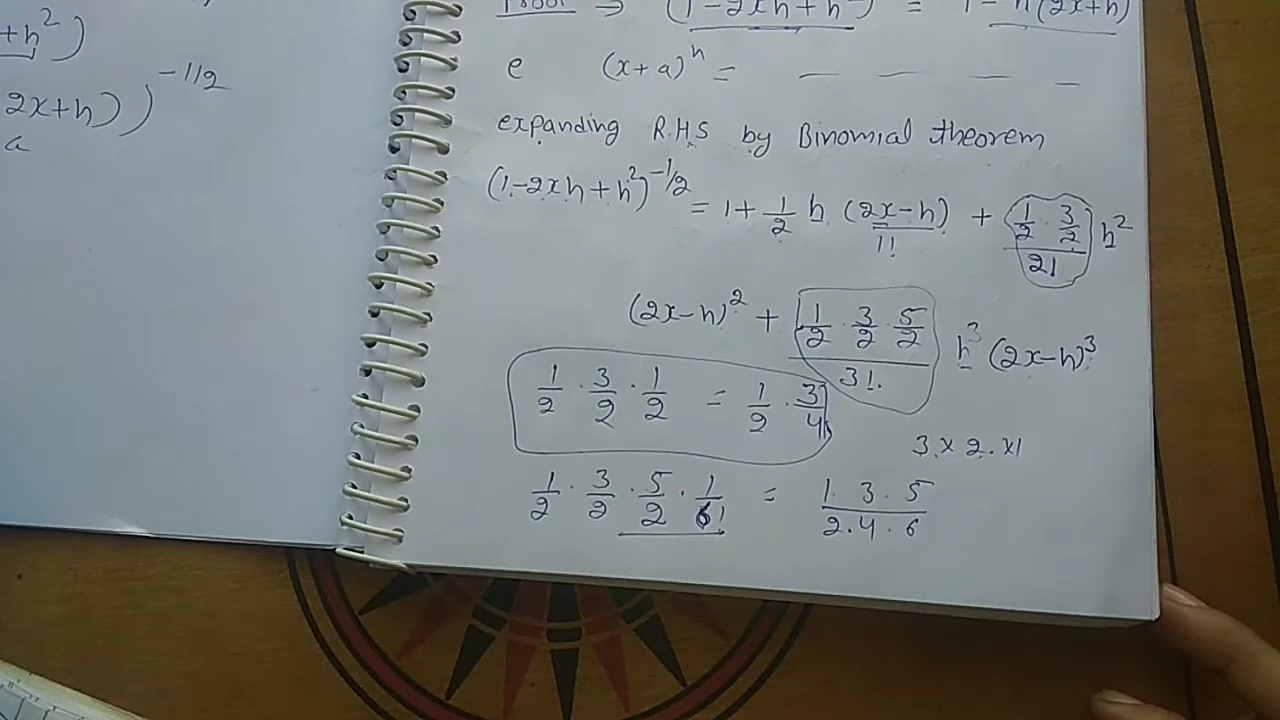 +h²)
2x+h))^-1/2
a
Proof → (1-2xh+h²) = 1-h(2x+h)
e (x+a)^n = — — — —
expanding R.H.S by Binomial theorem
(1-2xh+h²)^-1/2 = 1+ 1/2 h (2x-h)/1! + (1/2 · 3/2)/2! h²
(2x-h)² + (1/2 · 3/2 · 5/2)/3! h³ (2x-h)³
1/2 · 3/2 · 1/2 = 1/2 · 3/4
3 x 2 . x1
1/2 · 3/2 · 5/2 · 1/6! = 1. 3 . 5/2.4.6